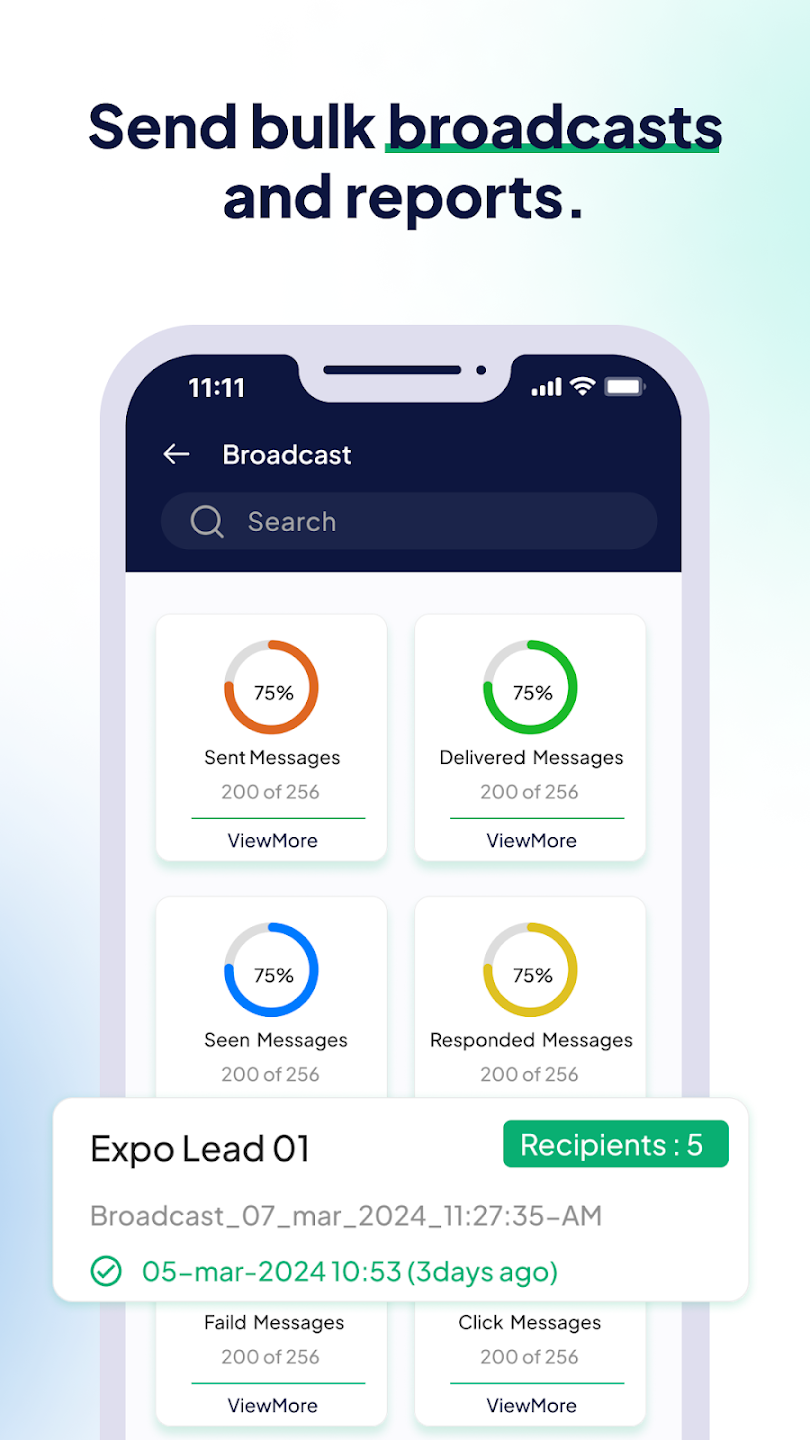 Send bulk broadcasts
and reports.
11:11
Broadcast
Search
75%
Sent Messages
200 of 256
ViewMore
75%
Delivered Messages
200 of 256
ViewMore
75%
Seen Messages
200 of 256
75%
Responded Messages
200 of 256
Expo Lead 01
Recipients : 5
Broadcast_07_mar_2024_11:27:35-AM
05-mar-2024 10:53 (3days ago)
Faild Messages
200 of 256
ViewMore
Click Messages
200 of 256
ViewMore